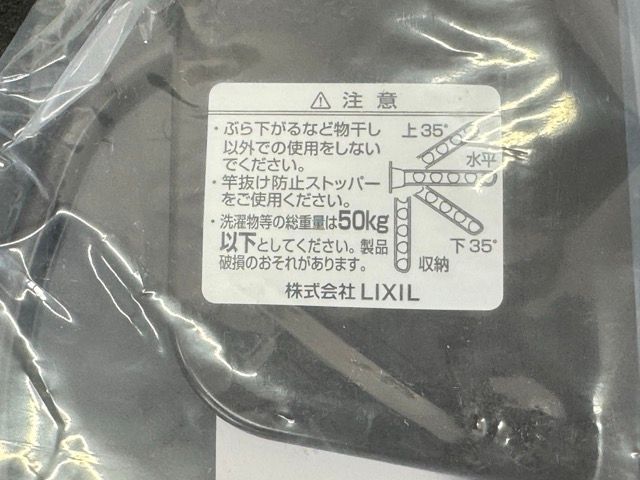 ⚠ 注意
・ぶら下がるなど物干し
以外での使用をしない
でください。
・竿抜け防止ストッパー
をご使用ください。
・洗濯物等の総重量は50kg
以下としてください。製品
破損のおそれがあります。
上35°
水平
下35°
収納
株式会社 LIXIL